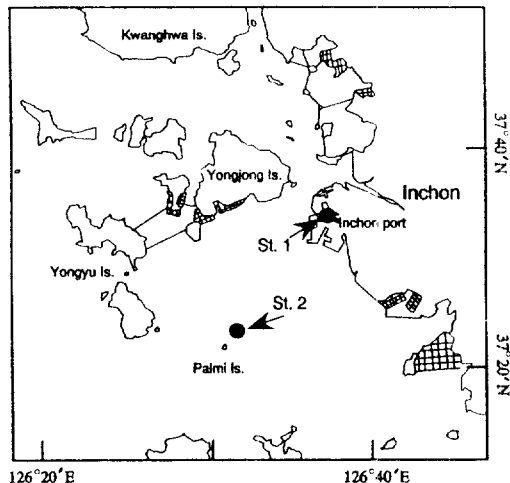 Kwanghwa Is.
37°40'N
Yongjong Is.
Inchon
Inchon port
St. 1
Yongyu Is.
St. 2
Palmi Is.
37°20'N
126°20'E
126°40'E